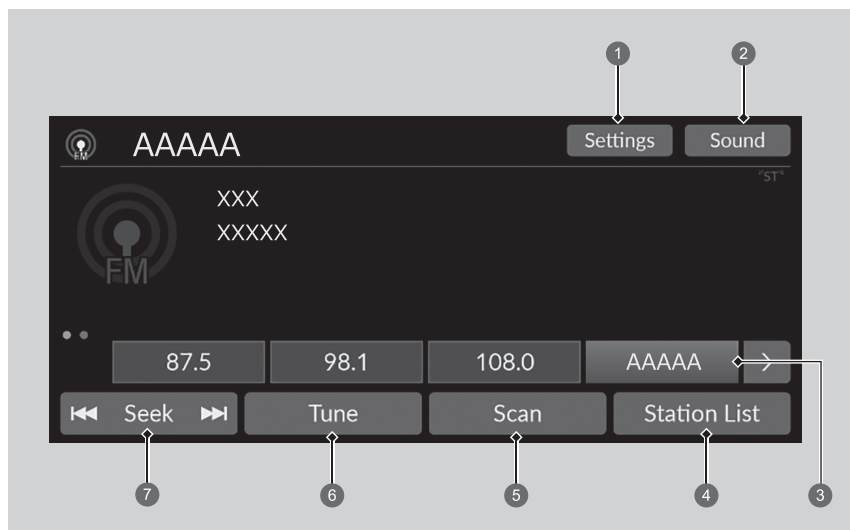 1 2
FM AAAAA Settings Sound
"ST"
XXX
XXXXX
FM
87.5 98.1 108.0 AAAAA >
Seek Tune Scan Station List
7 6 5 4 3